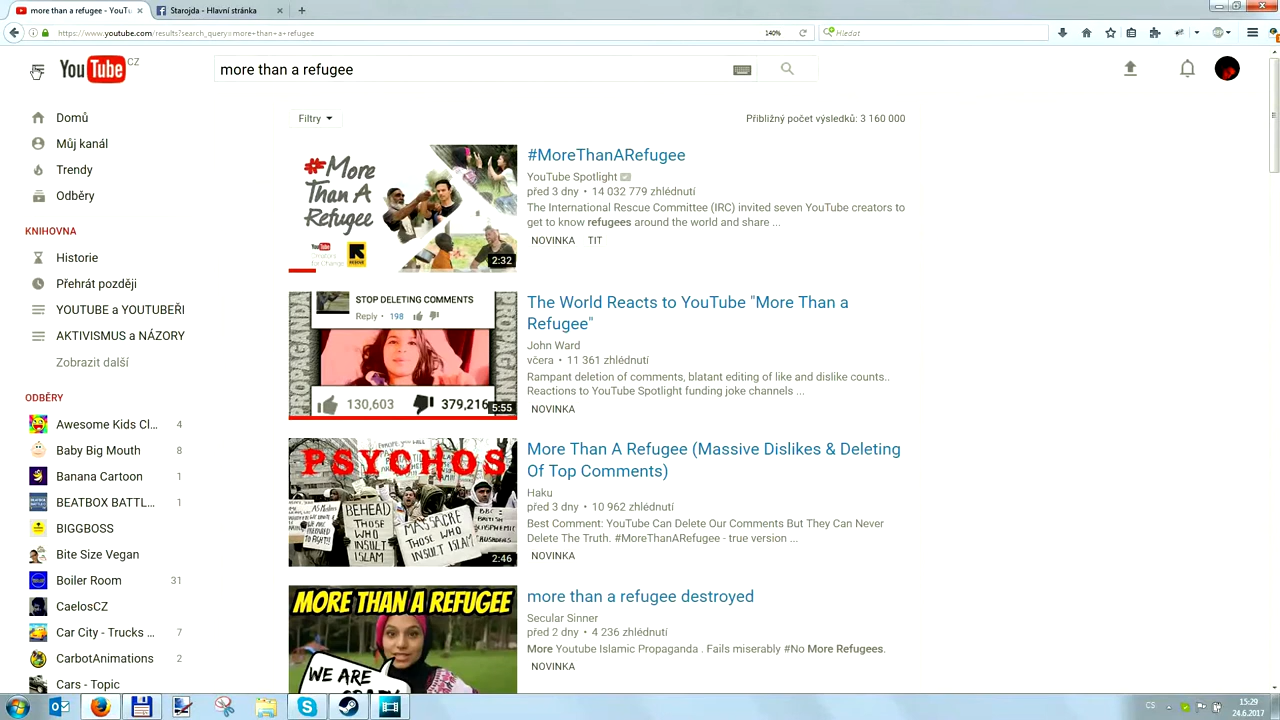 more than a refugee - YouTu
Starojda - Hlavní stránka
https://www.youtube.com/results?search_query=more+than+a+refugee
140%
Hledat
YouTube CZ
more than a refugee
Filtry
Přibližný počet výsledků: 3 160 000
Domů
Můj kanál
Trendy
Odběry
KNIHOVNA
Historie
Přehrát později
YOUTUBE a YOUTUBEŘI
AKTIVISMUS a NÁZORY
Zobrazit další
ODBĚRY
Awesome Kids Cl... 4
Baby Big Mouth 8
Banana Cartoon 1
BEATBOX BATTL... 1
BIGGBOSS
Bite Size Vegan
Boiler Room 31
CaelosCZ
Car City - Trucks ... 7
CarbotAnimations 2
Cars - Topic
#More
Than A
Refugee
YouTube
Creators
for Change
RESCUE
2:32
#MoreThanARefugee
YouTube Spotlight
před 3 dny • 14 032 779 zhlédnutí
The International Rescue Committee (IRC) invited seven YouTube creators to
get to know refugees around the world and share ...
NOVINKA TIT
STOP DELETING COMMENTS
Reply • 198
PROPAGANDA
PROPAGANDA
130,603
379,216
5:55
The World Reacts to YouTube "More Than a
Refugee"
John Ward
včera • 11 361 zhlédnutí
Rampant deletion of comments, blatant editing of like and dislike counts..
Reactions to YouTube Spotlight funding joke channels ...
NOVINKA
PSYCHOS
BEHEAD
THOSE
WHO
INSULT
ISLAM
MASSACRE
THOSE WHO
INSULT ISLAM
2:46
More Than A Refugee (Massive Dislikes & Deleting
Of Top Comments)
Haku
před 3 dny • 10 962 zhlédnutí
Best Comment: YouTube Can Delete Our Comments But They Can Never
Delete The Truth. #MoreThanARefugee - true version ...
NOVINKA
MORE THAN A REFUGEE
WE ARE
more than a refugee destroyed
Secular Sinner
před 2 dny • 4 236 zhlédnutí
More Youtube Islamic Propaganda . Fails miserably #No More Refugees.
NOVINKA
CS
15:29
24.6.2017